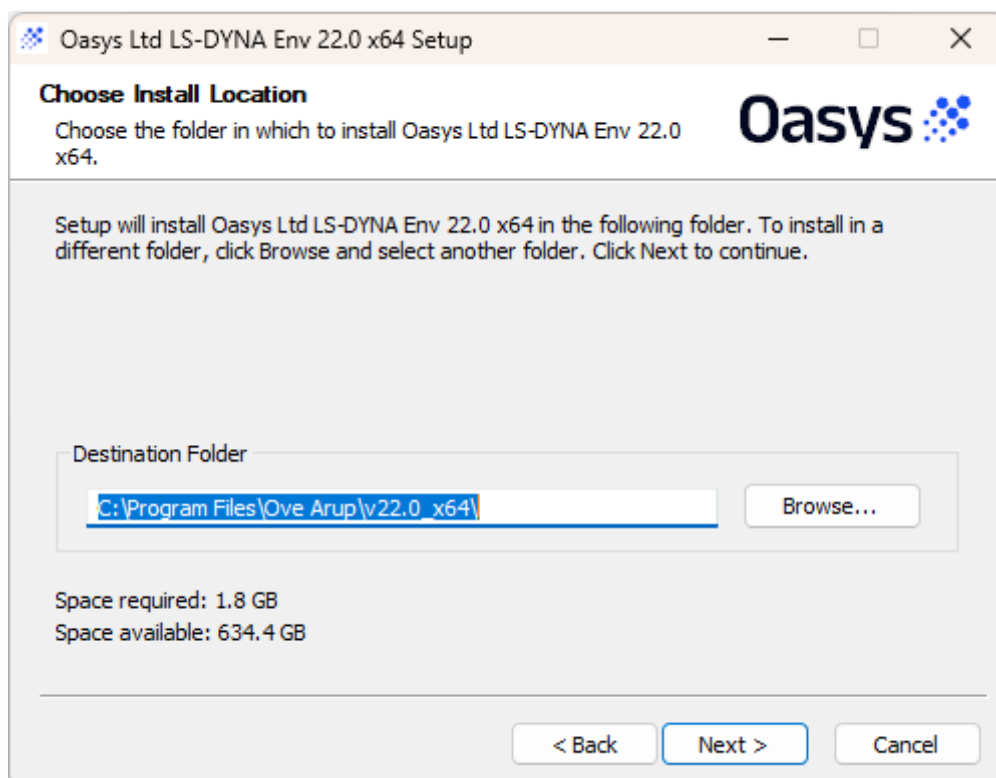 Oasys Ltd LS-DYNA Env 22.0 x64 Setup
Choose Install Location
Choose the folder in which to install Oasys Ltd LS-DYNA Env 22.0
x64.
Oasys
Setup will install Oasys Ltd LS-DYNA Env 22.0 x64 in the following folder. To install in a
different folder, click Browse and select another folder. Click Next to continue.
Destination Folder
C:\Program Files\Ove Arup\v22.0_x64\
Browse...
Space required: 1.8 GB
Space available: 634.4 GB
< Back
Next >
Cancel